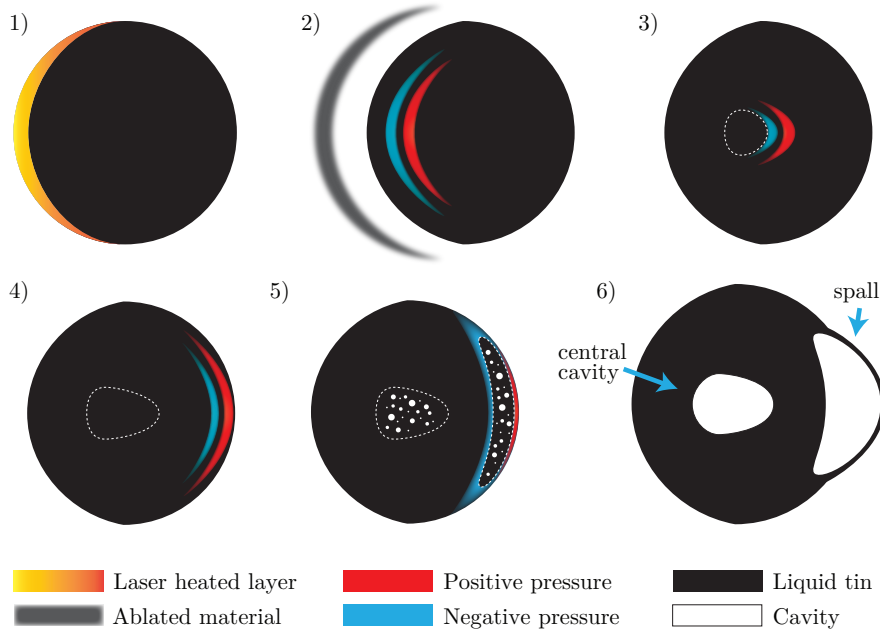 1)
2)
3)
4)
5)
6)
spall
central
cavity
Laser heated layer
Positive pressure
Liquid tin
Ablated material
Negative pressure
Cavity